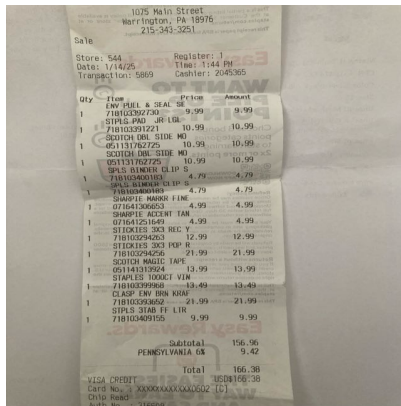 1075 Main Street
Warrington, PA 18976
215-343-3251
Sale
Store: 544 Register: 1
Date: 1/14/25 Time: 1:44 PM
Transaction: 5869 Cashier: 2045365
Qty Item Price Amount
ENV PULL & SEAL SE
1 718103392730 9.99 9.99
STPLS PAD JR LGL
1 718103391221 10.99 10.99
SCOTCH DBL SIDE MO
1 051131762725 10.99 10.99
SCOTCH DBL SIDE MO
1 051131762725 10.99 10.99
SPLS BINDER CLIP S
1 718103400183 4.79 4.79
SPLS BINDER CLIP S
1 718103400183 4.79 4.79
SHARPIE MARKR FINE
1 071641306653 4.99 4.99
SHARPIE ACCENT TAN
1 071641251649 4.99 4.99
STICKIES 3X3 REC Y
1 718103294263 12.99 12.99
STICKIES 3X3 POP R
1 718103294256 21.99 21.99
SCOTCH MAGIC TAPE
1 051141313924 13.99 13.99
STAPLES 100CT VIN
1 718103399968 13.49 13.49
CLASP ENV BRN KRAF
1 718103393652 21.99 21.99
STPLS 3TAB FF LTR
1 718103409155 9.99 9.99
Subtotal 156.96
PENNSYLVANIA 6% 9.42
Total 166.38
VISA CREDIT USD$166.38
Card No.: XXXXXXXXXXXX0602 [C]
Chip Read
Auth No.: